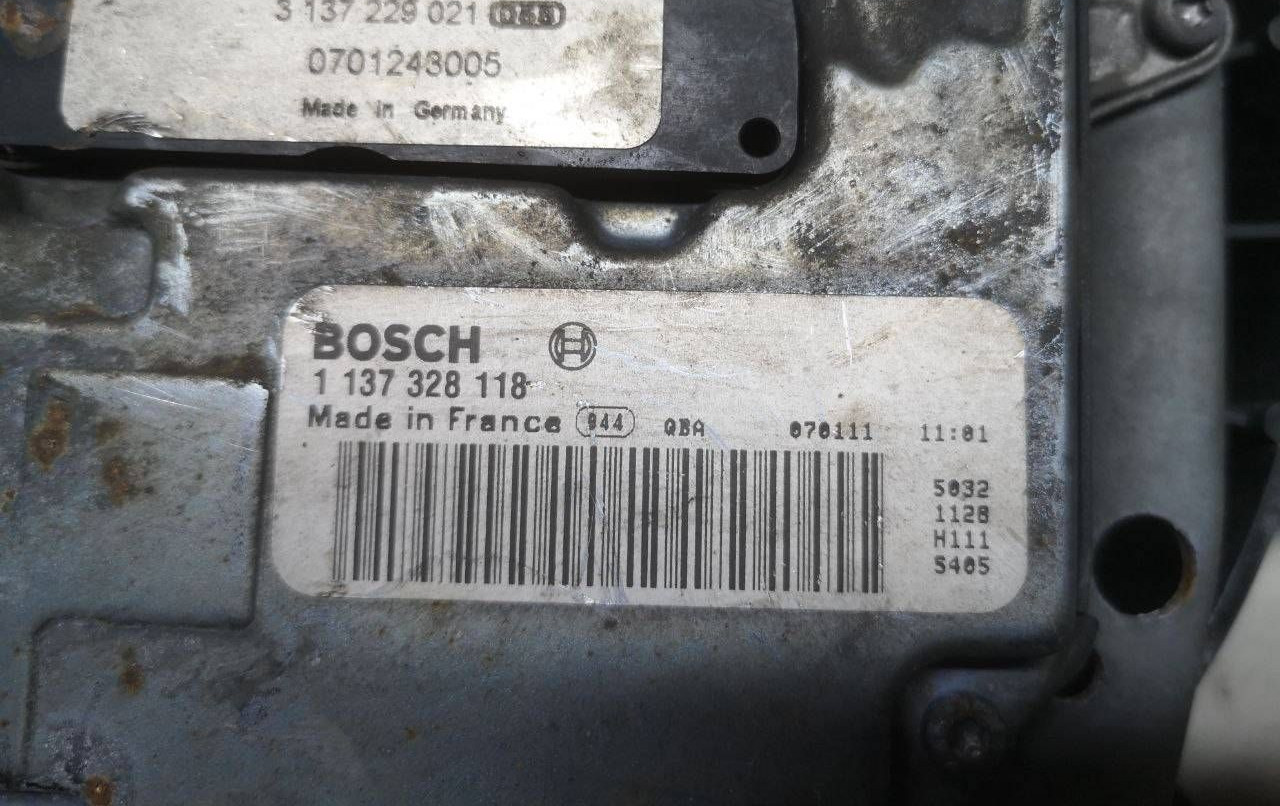 3 137 229 021
0701243005
Made in Germany
BOSCH
1 137 328 118
Made in France 944 QBA 070111 11:01
5032
1128
H111
5405